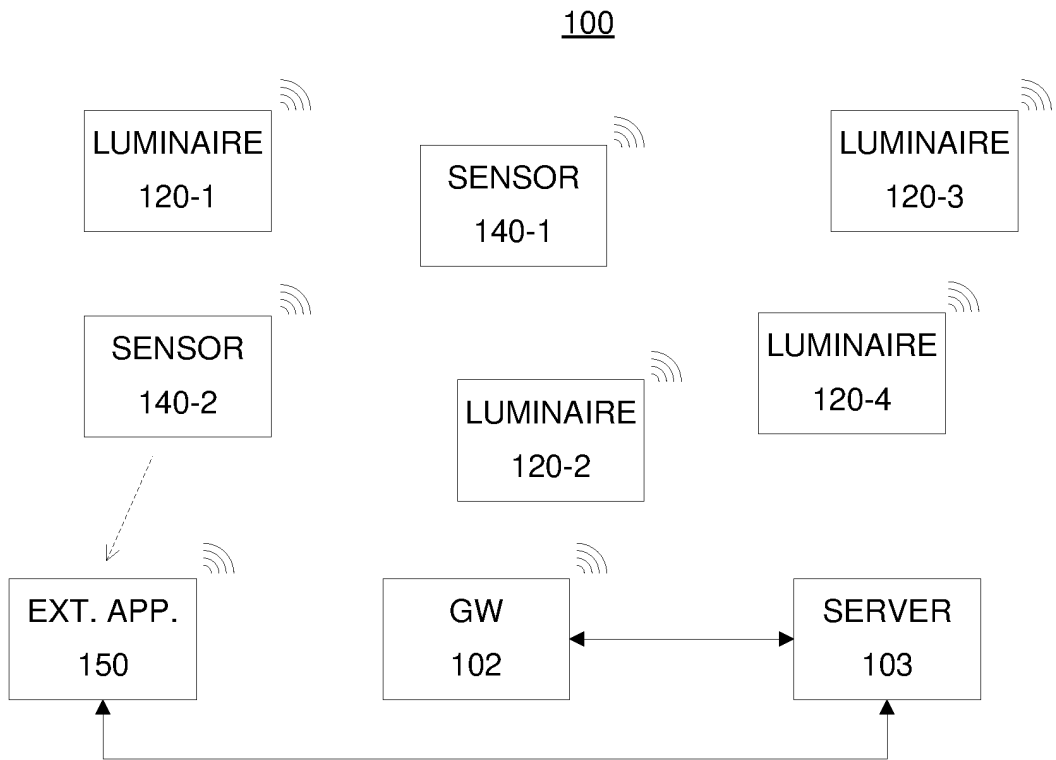 100
LUMINAIRE
120-1
SENSOR
140-1
LUMINAIRE
120-3
SENSOR
140-2
LUMINAIRE
120-2
LUMINAIRE
120-4
EXT. APP.
150
GW
102
SERVER
103